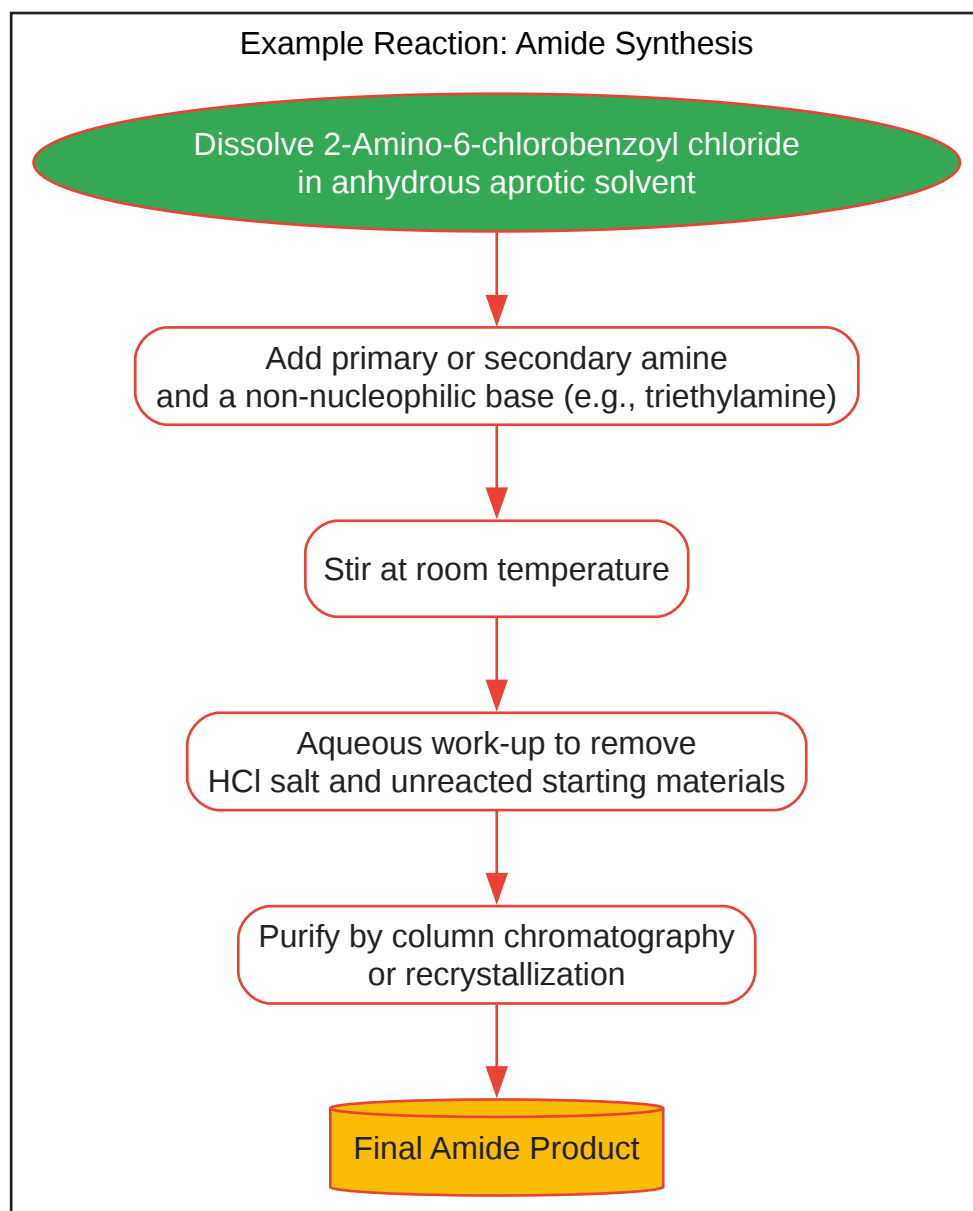 Example Reaction: Amide Synthesis
Dissolve 2-Amino-6-chlorobenzoyl chloride
in anhydrous aprotic solvent
Add primary or secondary amine
and a non-nucleophilic base (e.g., triethylamine)
Stir at room temperature
Aqueous work-up to remove
HCl salt and unreacted starting materials
Purify by column chromatography
or recrystallization
Final Amide Product